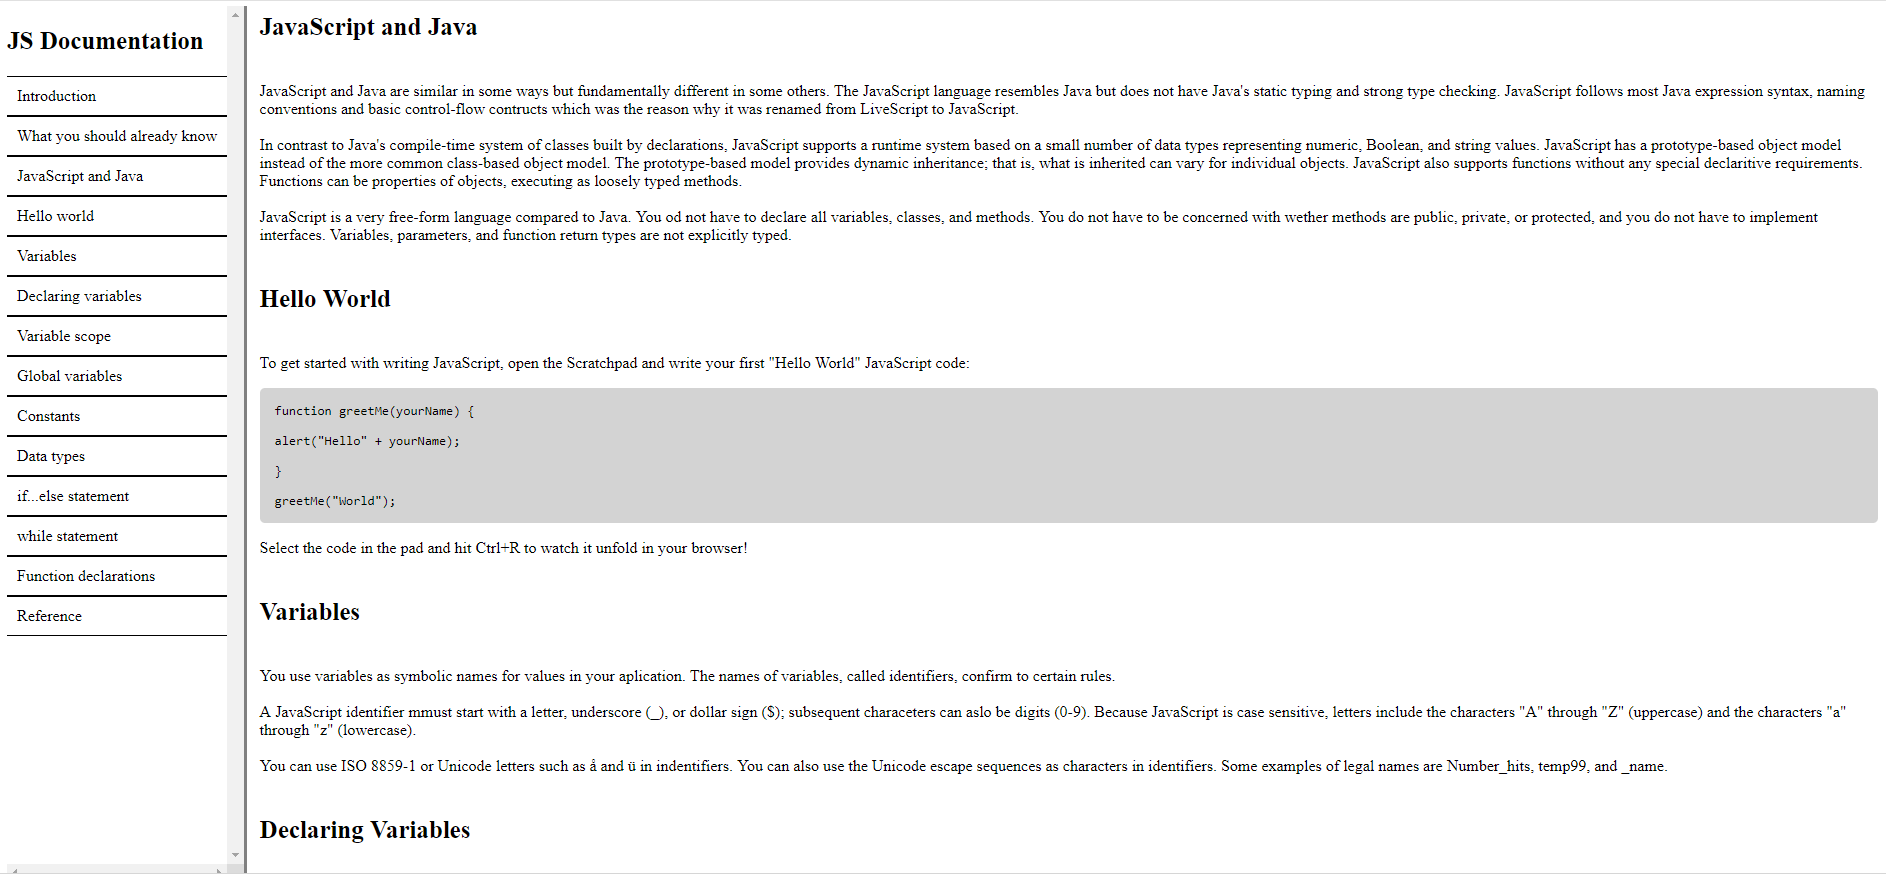 JS Documentation
Introduction
What you should already know
JavaScript and Java
Hello world
Variables
Declaring variables
Variable scope
Global variables
Constants
Data types
if...else statement
while statement
Function declarations
Reference
JavaScript and Java
JavaScript and Java are similar in some ways but fundamentally different in some others. The JavaScript language resembles Java but does not have Java's static typing and strong type checking. JavaScript follows most Java expression syntax, naming
conventions and basic control-flow contructs which was the reason why it was renamed from LiveScript to JavaScript.
In contrast to Java's compile-time system of classes built by declarations, JavaScript supports a runtime system based on a small number of data types representing numeric, Boolean, and string values. JavaScript has a prototype-based object model
instead of the more common class-based object model. The prototype-based model provides dynamic inheritance; that is, what is inherited can vary for individual objects. JavaScript also supports functions without any special declaritive requirements.
Functions can be properties of objects, executing as loosely typed methods.
JavaScript is a very free-form language compared to Java. You od not have to declare all variables, classes, and methods. You do not have to be concerned with wether methods are public, private, or protected, and you do not have to implement
interfaces. Variables, parameters, and function return types are not explicitly typed.
Hello World
To get started with writing JavaScript, open the Scratchpad and write your first "Hello World" JavaScript code:
function greetMe(yourName) {
alert("Hello" + yourName);
}
greetMe("World");
Select the code in the pad and hit Ctrl+R to watch it unfold in your browser!
Variables
You use variables as symbolic names for values in your aplication. The names of variables, called identifiers, confirm to certain rules.
A JavaScript identifier mmust start with a letter, underscore (_), or dollar sign ($); subsequent characeters can aslo be digits (0-9). Because JavaScript is case sensitive, letters include the characters "A" through "Z" (uppercase) and the characters "a"
through "z" (lowercase).
You can use ISO 8859-1 or Unicode letters such as å and ü in indentifiers. You can also use the Unicode escape sequences as characters in identifiers. Some examples of legal names are Number_hits, temp99, and _name.
Declaring Variables